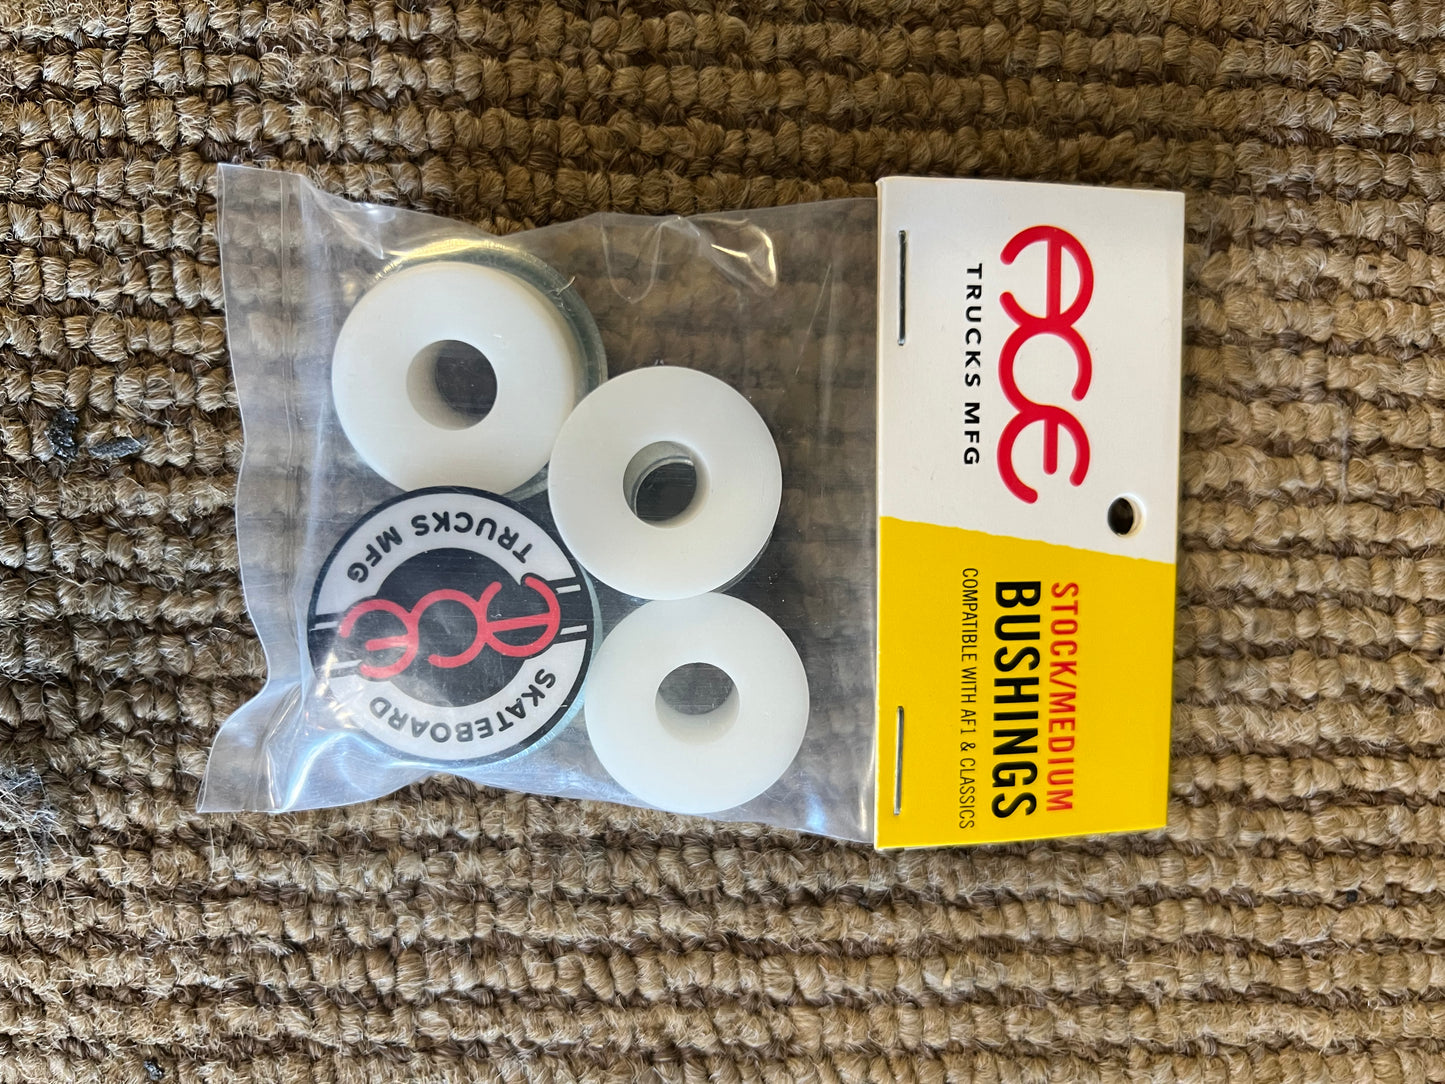 ACE
TRUCKS MFG
STOCK/MEDIUM
BUSHINGS
COMPATIBLE WITH AF1 & CLASSICS
ACE
SKATEBOARD
TRUCKS MFG